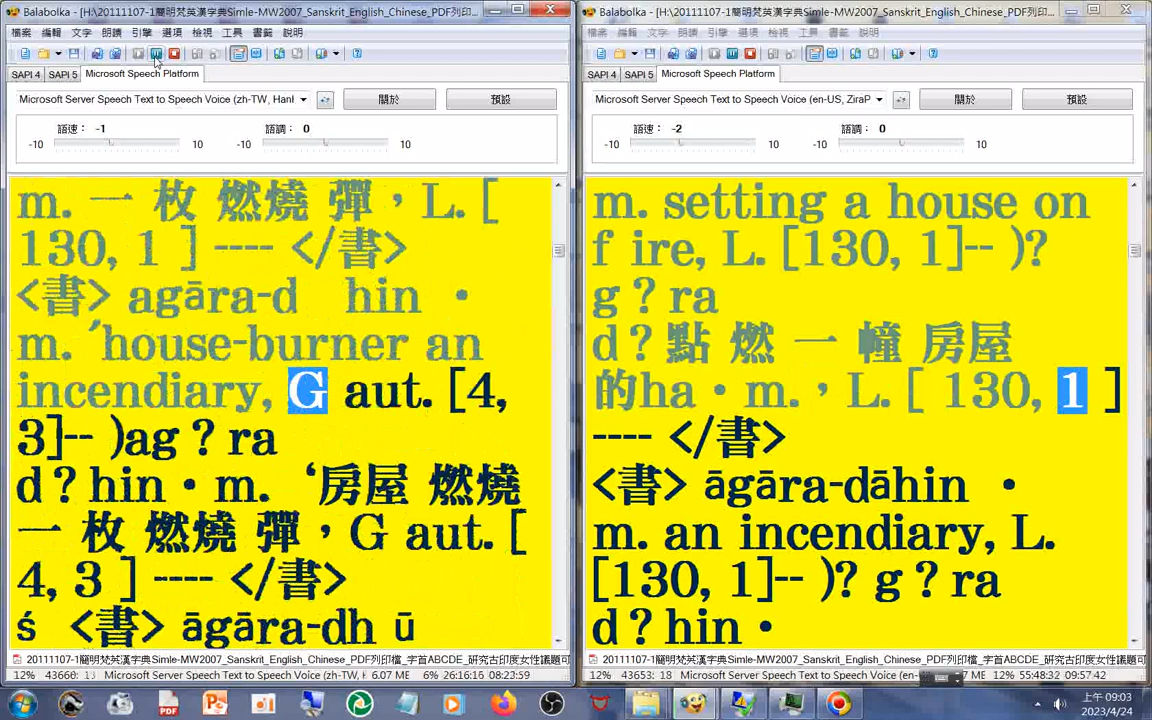 Balabolka - [H:\20111107-1簡明梵英漢字典Simle-MW2007_Sanskrit_English_Chinese_PDF列印...
檔案 編輯 文字 朗讀 引擎 選項 檢視 工具 書籤 說明
SAPI 4 SAPI 5 Microsoft Speech Platform
Microsoft Server Speech Text to Speech Voice (zh-TW, HanI 關於 預設
語速： -1 語調： 0
-10 10 -10 10
m. 一 枚 燃燒 彈，L. [
130, 1 ] ---- </書>
<書> agāra-d hin •
m. ′house-burner an
incendiary, G aut. [4,
3]-- )ag？ra
d？hin • m. ‘房屋 燃燒
一 枚 燃燒 彈，G aut. [
4, 3 ] ---- </書>
ś <書> āgāra-dh ū
20111107-1簡明梵英漢字典Simle-MW2007_Sanskrit_English_Chinese_PDF列印檔_字首ABCDE_研究古印度女性議題可
12% 43660: 1 Microsoft Server Speech Text to Speech Voice (zh-TW, I 6.07 MB 6% 26:16:15 08:23:59
Balabolka - [H:\20111107-1簡明梵英漢字典Simle-MW2007_Sanskrit_English_Chinese_PDF列印...
檔案 編輯 文字 朗讀 引擎 選項 檢視 工具 書籤 說明
SAPI 4 SAPI 5 Microsoft Speech Platform
Microsoft Server Speech Text to Speech Voice (en-US, ZiraP 關於 預設
語速： -2 語調： 0
-10 10 -10 10
m. setting a house on
f ire, L. [130, 1]-- )?
g？ra
d？點 燃 一 幢 房屋
的ha • m.，L. [ 130, 1 ]
---- </書>
<書> āgāra-dāhin •
m. an incendiary, L.
[130, 1]-- )? g？ra
d？hin •
20111107-1簡明梵英漢字典Simle-MW2007_Sanskrit_English_Chinese_PDF列印檔_字首ABCDE_研究古印度女性議題可
12% 43653: 18 Microsoft Server Speech Text to Speech Voice (en- 12% 55:48:32 09:57:42
上午 09:03
2023/4/24